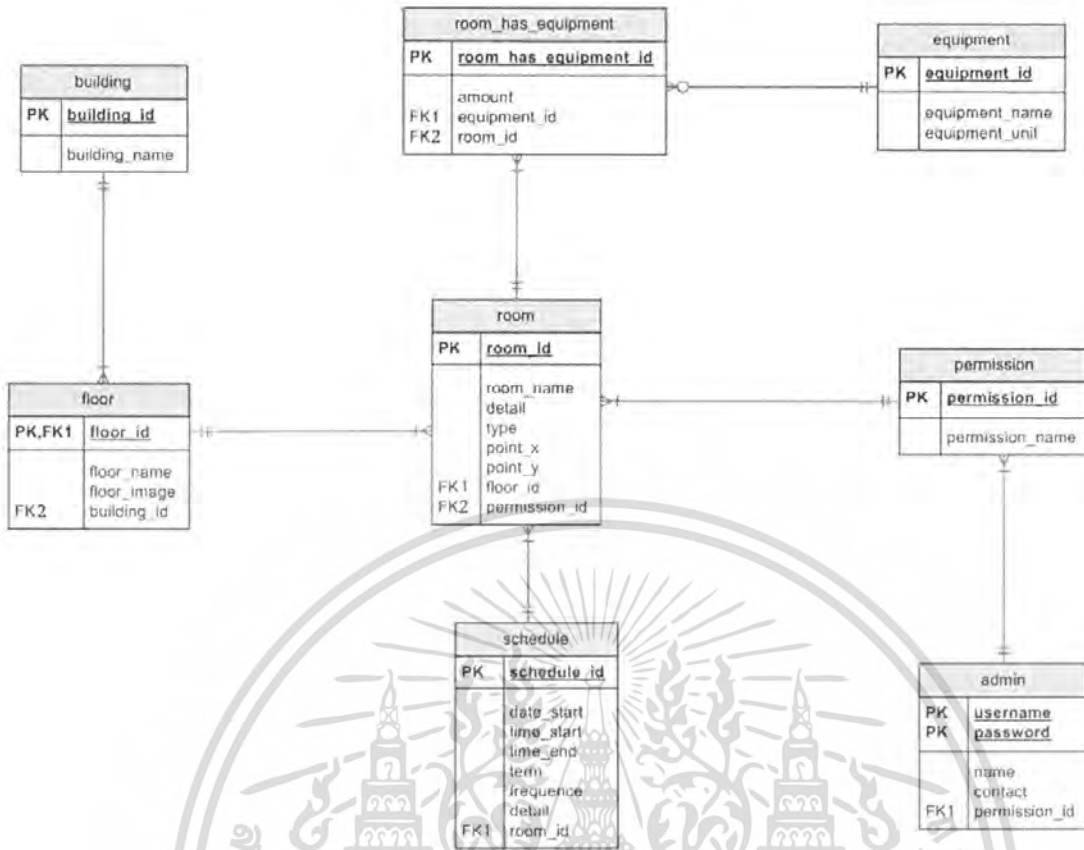 room_has_equipment
PK room_has_equipment_id
amount
FK1 equipment_id
FK2 room_id
equipment
PK equipment_id
equipment_name
equipment_unit
building
PK building_id
building_name
room
PK room_id
room_name
detail
type
point_x
point_y
FK1 floor_id
FK2 permission_id
permission
PK permission_id
permission_name
floor
PK,FK1 floor_id
floor_name
floor_image
FK2 building_id
schedule
PK schedule_id
date_start
time_start
time_end
term
frequence
detail
FK1 room_id
admin
PK username
PK password
name
contact
FK1 permission_id